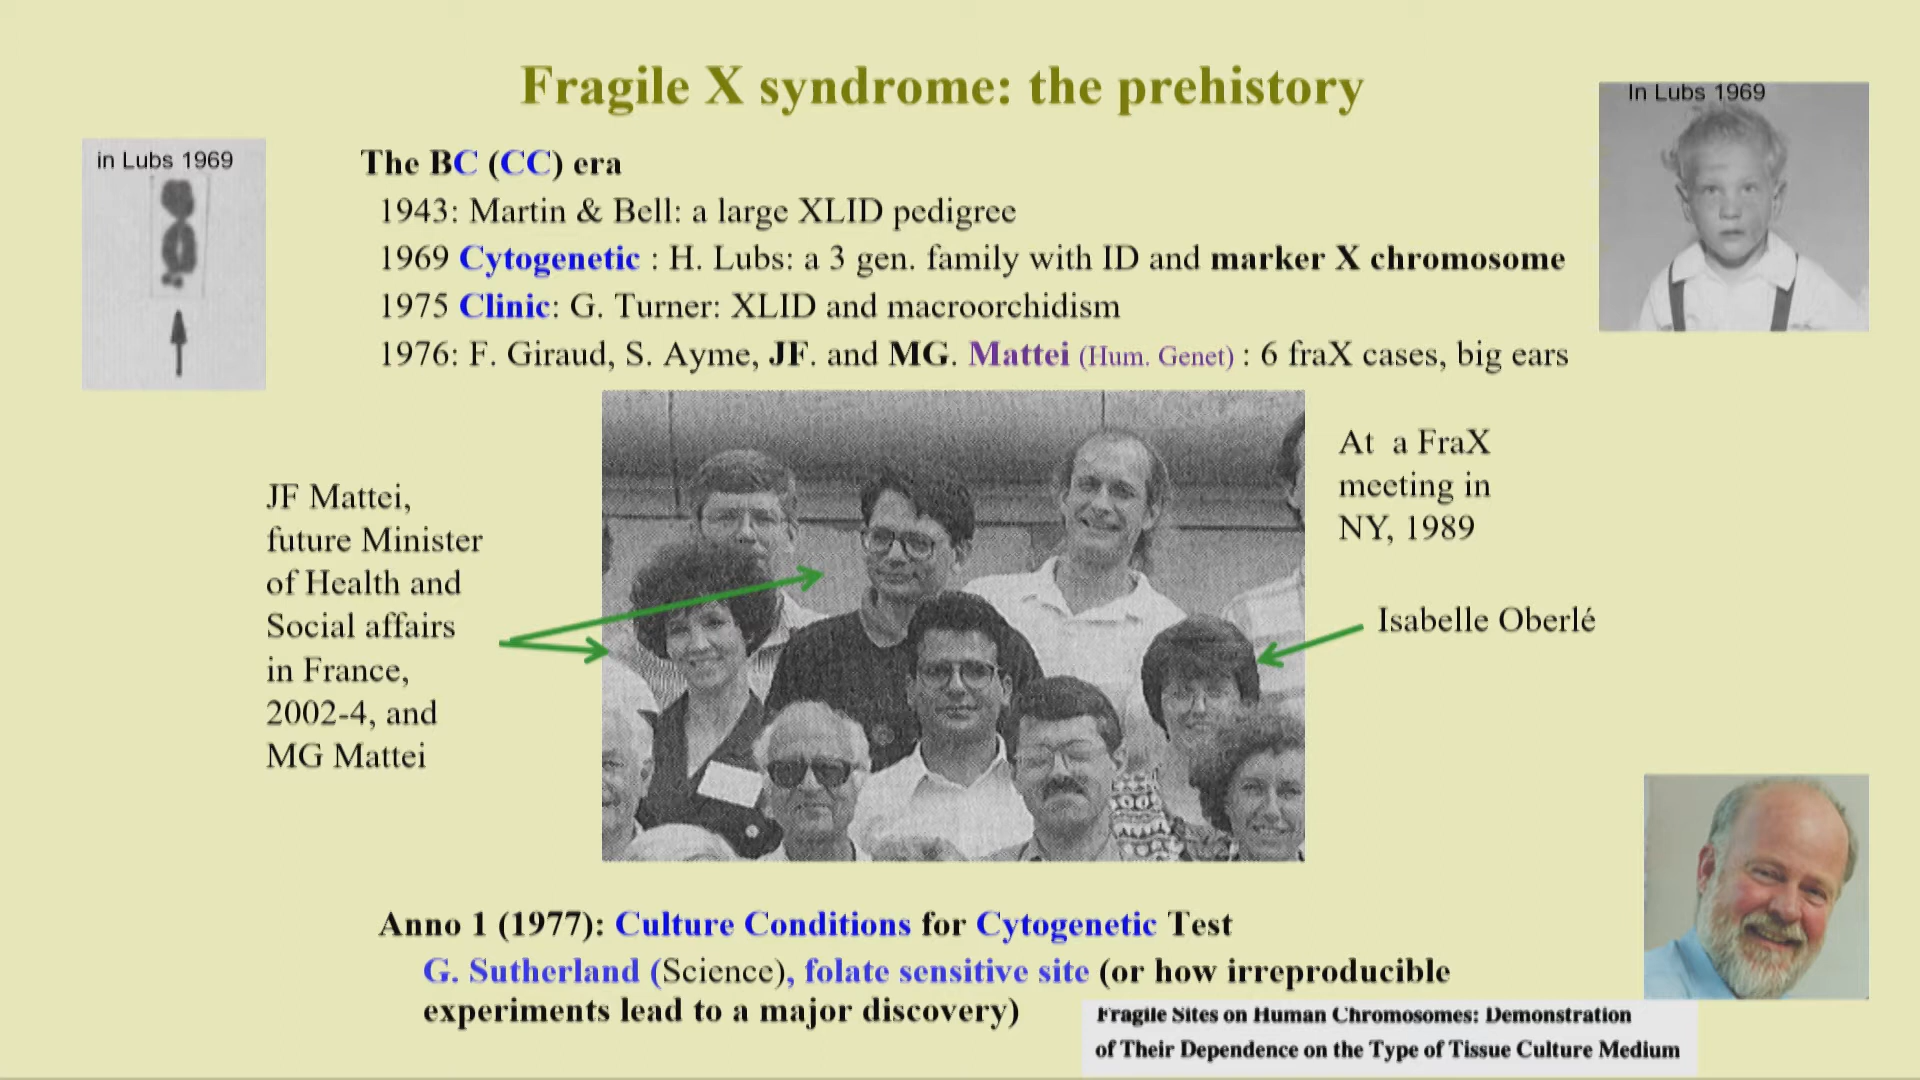 Fragile X syndrome: the prehistory
In Lubs 1969
in Lubs 1969
The BC (CC) era
1943: Martin & Bell: a large XLID pedigree
1969 Cytogenetic : H. Lubs: a 3 gen. family with ID and marker X chromosome
1975 Clinic: G. Turner: XLID and macroorchidism
1976: F. Giraud, S. Ayme, JF. and MG. Mattei (Hum. Genet) : 6 fraX cases, big ears
JF Mattei,
future Minister
of Health and
Social affairs
in France,
2002-4, and
MG Mattei
At a FraX
meeting in
NY, 1989
Isabelle Oberlé
Anno 1 (1977): Culture Conditions for Cytogenetic Test
G. Sutherland (Science), folate sensitive site (or how irreproducible
experiments lead to a major discovery)
Fragile Sites on Human Chromosomes: Demonstration
of Their Dependence on the Type of Tissue Culture Medium